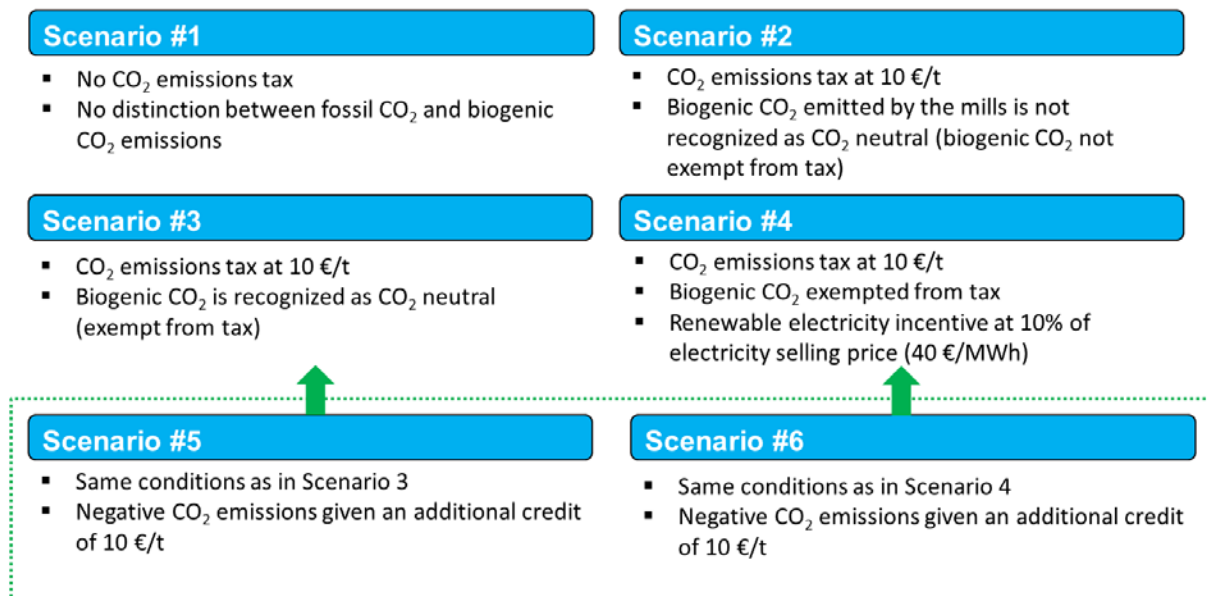 Scenario #1
▪ No CO₂ emissions tax
▪ No distinction between fossil CO₂ and biogenic
CO₂ emissions
Scenario #2
▪ CO₂ emissions tax at 10 €/t
▪ Biogenic CO₂ emitted by the mills is not
recognized as CO₂ neutral (biogenic CO₂ not
exempt from tax)
Scenario #3
▪ CO₂ emissions tax at 10 €/t
▪ Biogenic CO₂ is recognized as CO₂ neutral
(exempt from tax)
Scenario #4
▪ CO₂ emissions tax at 10 €/t
▪ Biogenic CO₂ exempted from tax
▪ Renewable electricity incentive at 10% of
electricity selling price (40 €/MWh)
Scenario #5
▪ Same conditions as in Scenario 3
▪ Negative CO₂ emissions given an additional credit
of 10 €/t
Scenario #6
▪ Same conditions as in Scenario 4
▪ Negative CO₂ emissions given an additional credit
of 10 €/t